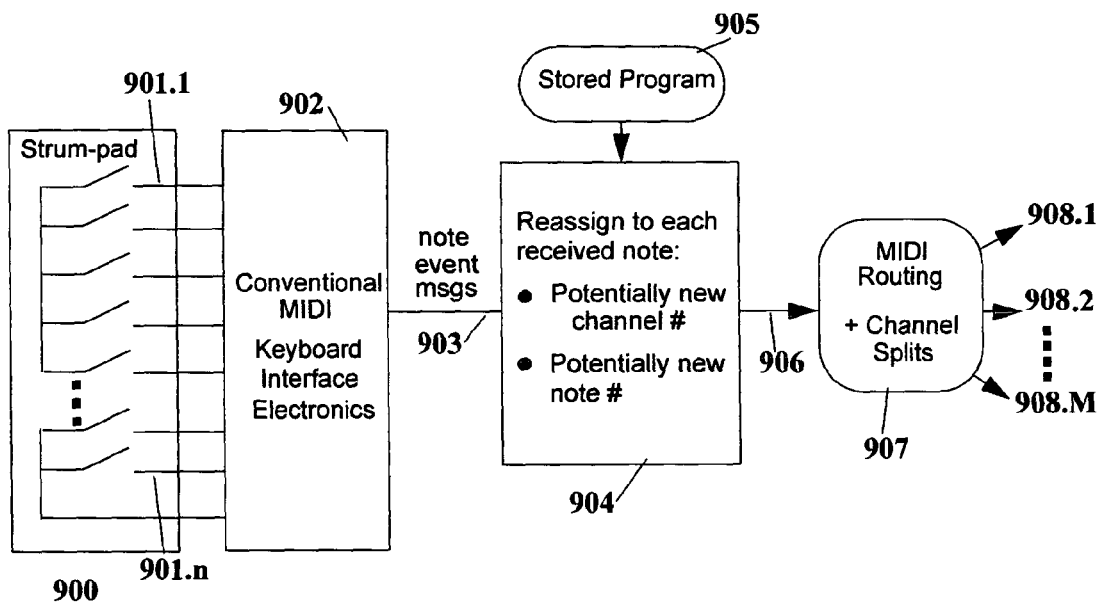 905
Stored Program
901.1
902
Strum-pad
Conventional
MIDI
Keyboard
Interface
Electronics
note
event
msgs
903
Reassign to each
received note:
● Potentially new
channel #
● Potentially new
note #
904
906
MIDI
Routing
+ Channel
Splits
907
908.1
908.2
908.M
900
901.n